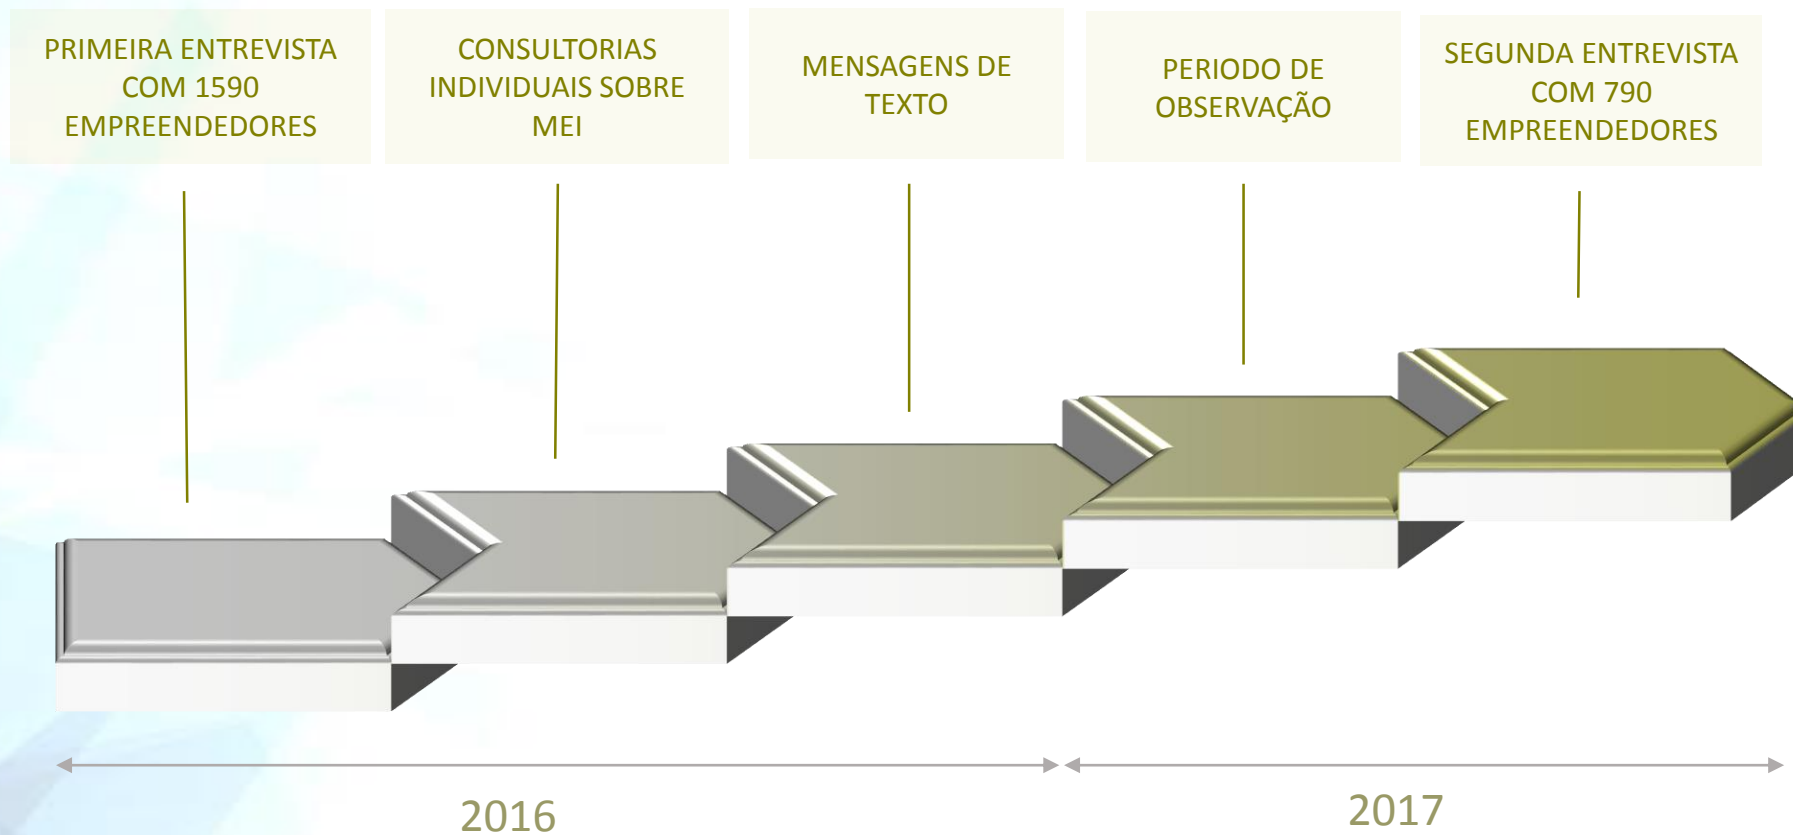 PRIMEIRA ENTREVISTA
COM 1590
EMPREENDEDORES
CONSULTORIAS
INDIVIDUAIS SOBRE
MEI
MENSAGENS DE
TEXTO
PERIODO DE
OBSERVAÇÃO
SEGUNDA ENTREVISTA
COM 790
EMPREENDEDORES
2016
2017